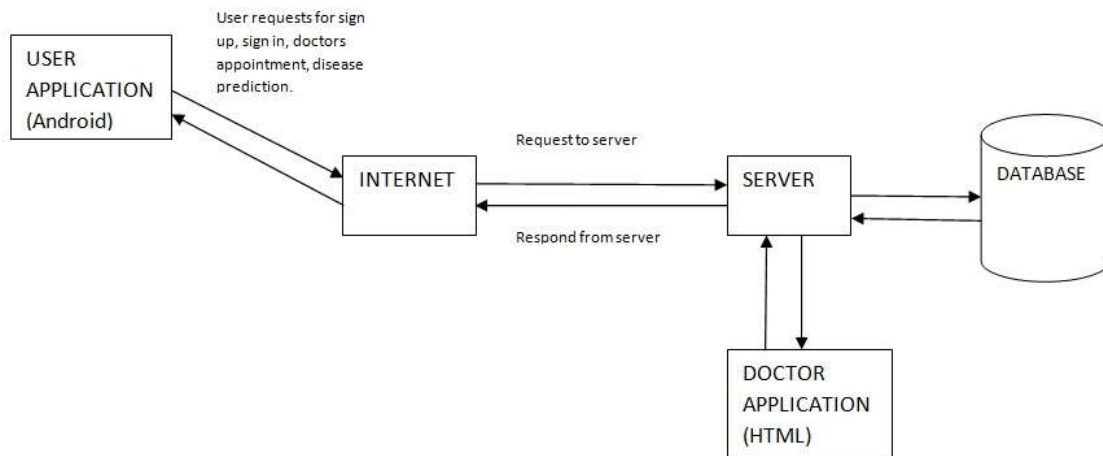 User requests for sign
up, sign in, doctors
appointment, disease
prediction.
USER
APPLICATION
(Android)
Request to server
INTERNET
SERVER
DATABASE
Respond from server
DOCTOR
APPLICATION
(HTML)